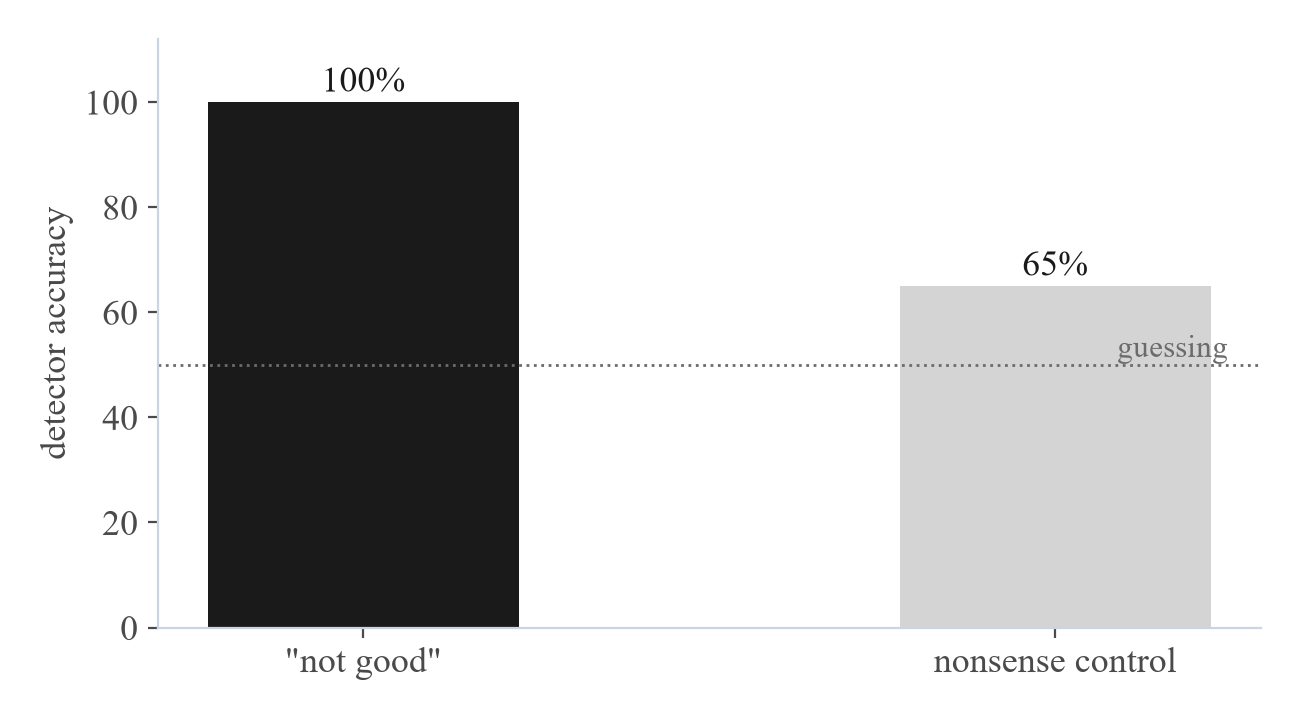 100%
100
80
65%
60
guessing
40
20
0
detector accuracy
"not good"
nonsense control